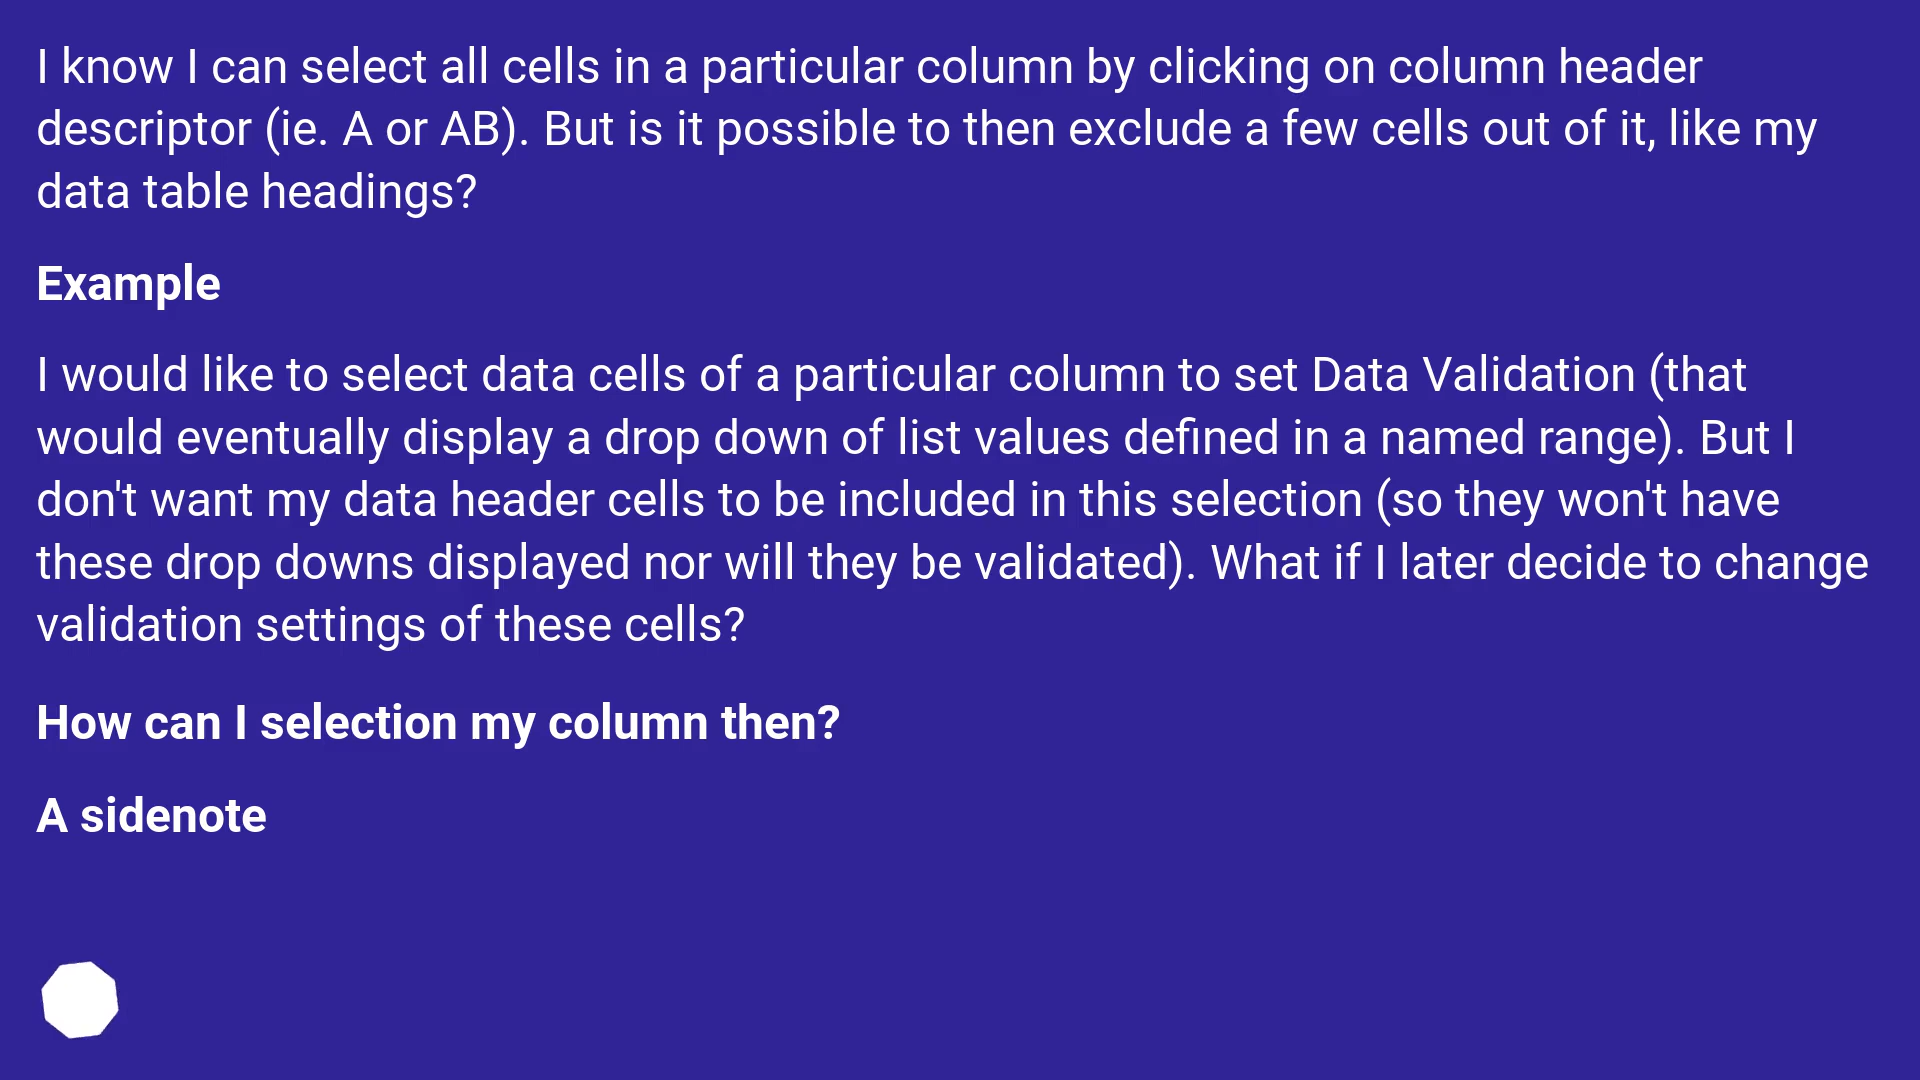 I know I can select all cells in a particular column by clicking on column header
descriptor (ie. A or AB). But is it possible to then exclude a few cells out of it, like my
data table headings?
Example
I would like to select data cells of a particular column to set Data Validation (that
would eventually display a drop down of list values defined in a named range). But I
don't want my data header cells to be included in this selection (so they won't have
these drop downs displayed nor will they be validated). What if I later decide to change
validation settings of these cells?
How can I selection my column then?
A sidenote